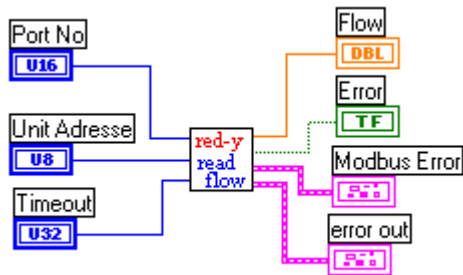 Port No
U16
Unit Adresse
U8
Timeout
U32
red-y
read
flow
Flow
DBL
Error
TF
Modbus Error
error out